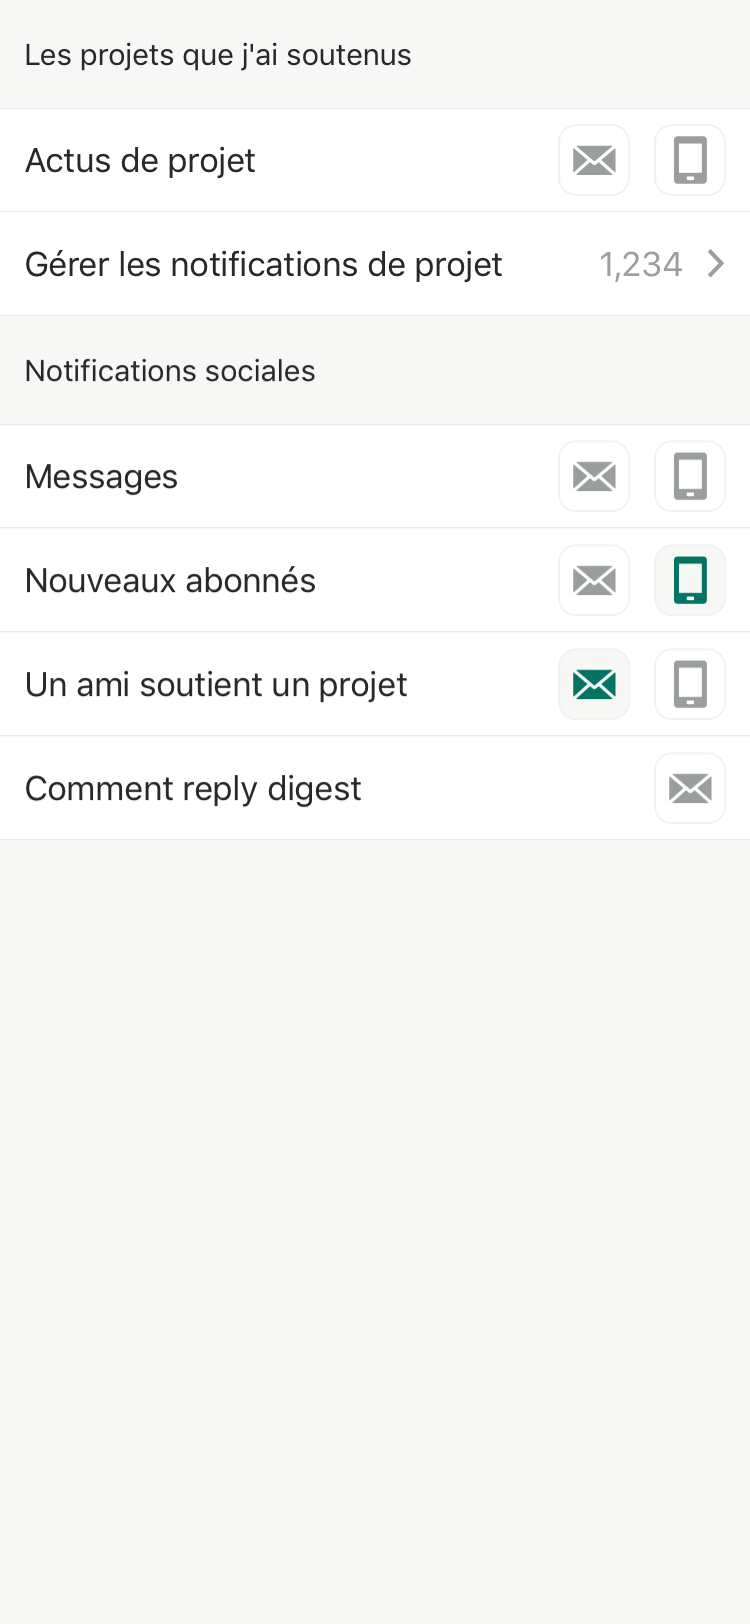 Les projets que j'ai soutenus
Actus de projet
Gérer les notifications de projet 1,234
Notifications sociales
Messages
Nouveaux abonnés
Un ami soutient un projet
Comment reply digest